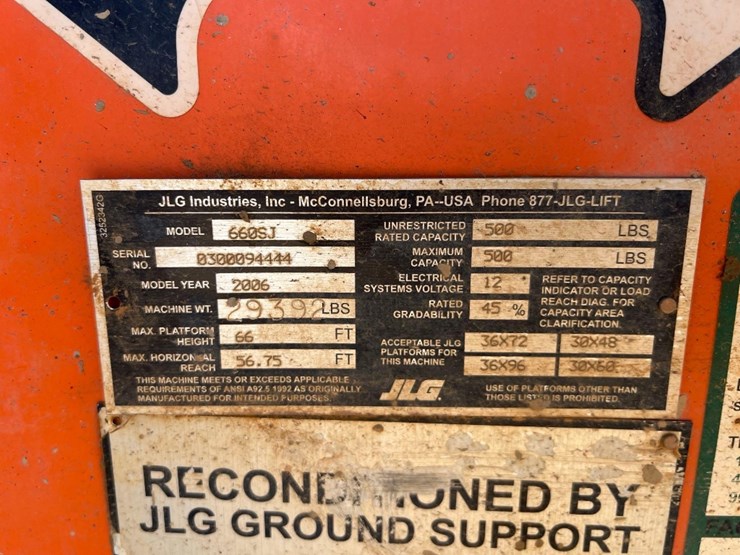 JLG Industries, Inc - McConnellsburg, PA--USA Phone 877-JLG-LIFT
3252342G
MODEL 660SJ
SERIAL NO. 0300094444
MODEL YEAR 2006
MACHINE WT. 29392 LBS
MAX. PLATFORM HEIGHT 66 FT
MAX. HORIZONTAL REACH 56.75 FT
THIS MACHINE MEETS OR EXCEEDS APPLICABLE
REQUIREMENTS OF ANSI A92.5 1992 AS ORIGINALLY
MANUFACTURED FOR INTENDED PURPOSES.
UNRESTRICTED RATED CAPACITY 500 LBS
MAXIMUM CAPACITY 500 LBS
ELECTRICAL SYSTEMS VOLTAGE 12
RATED GRADABILITY 45 %
REFER TO CAPACITY
INDICATOR OR LOAD
REACH DIAG. FOR
CAPACITY AREA
CLARIFICATION.
ACCEPTABLE JLG
PLATFORMS FOR
THIS MACHINE
36X72 30X48
36X96 30X60
JLG
USE OF PLATFORMS OTHER THAN
THOSE LISTED IS PROHIBITED
RECONDITIONED BY
JLG GROUND SUPPORT